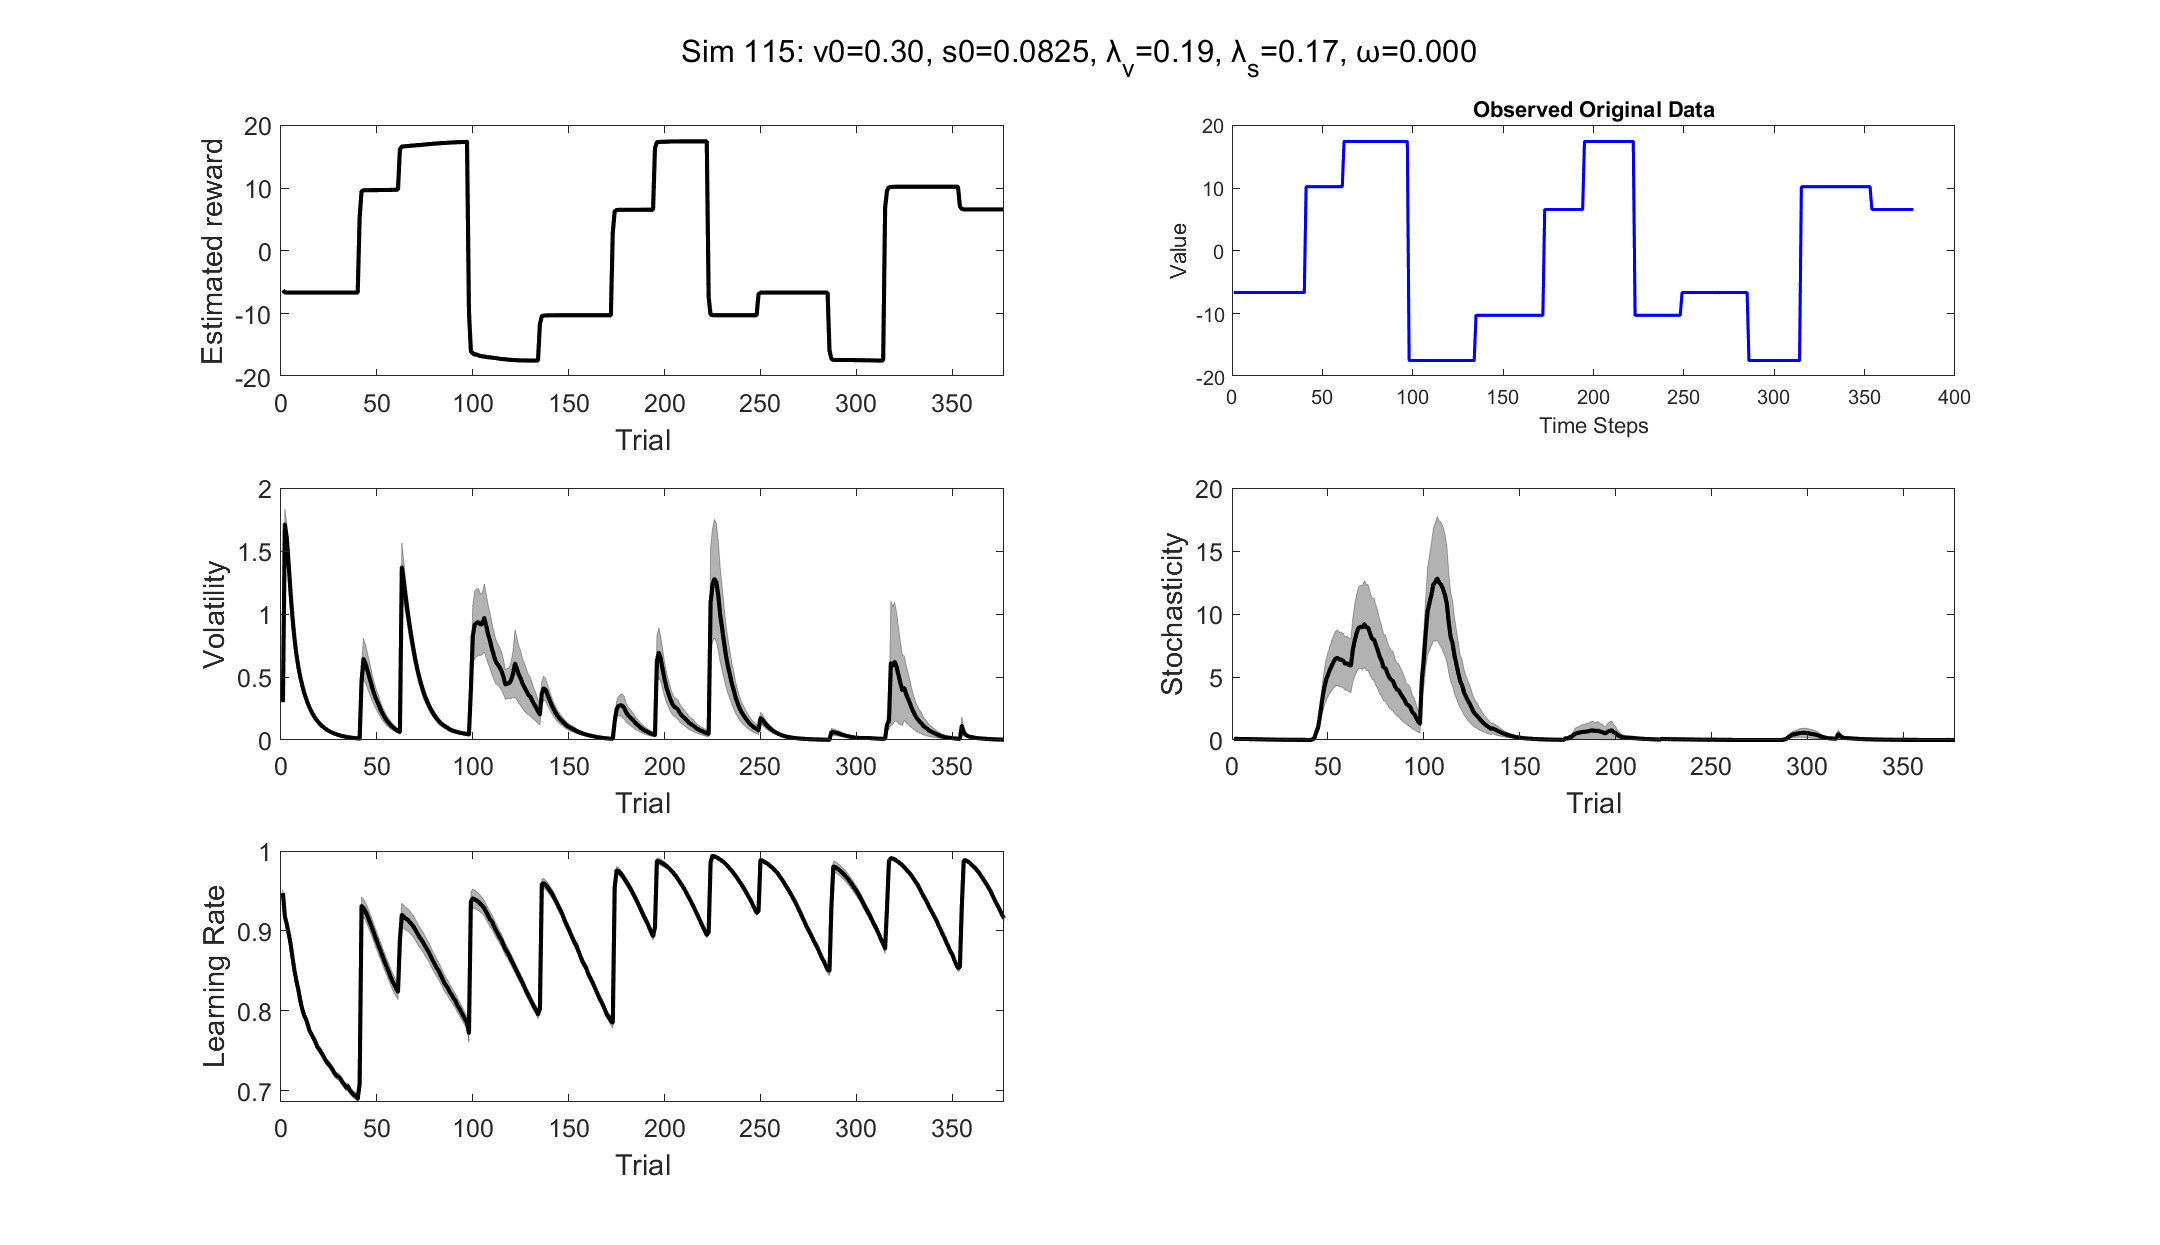 Sim 115: v0=0.30, s0=0.0825, λv=0.19, λs=0.17, ω=0.000
20
10
0
-10
-20
Estimated reward
0 50 100 150 200 250 300 350
Trial
Observed Original Data
20
10
0
-10
-20
Value
0 50 100 150 200 250 300 350 400
Time Steps
2
1.5
1
0.5
0
Volatility
0 50 100 150 200 250 300 350
Trial
20
15
10
5
0
Stochasticity
0 50 100 150 200 250 300 350
Trial
1
0.9
0.8
0.7
Learning Rate
0 50 100 150 200 250 300 350
Trial